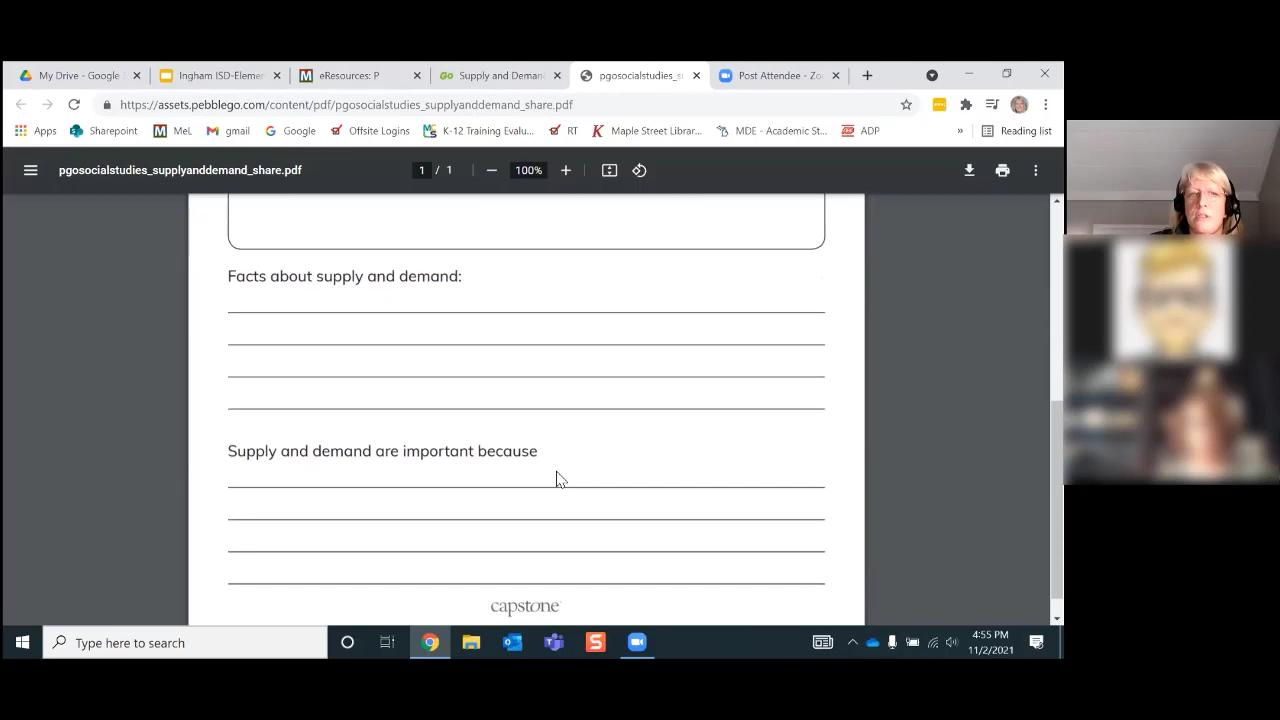 My Drive - Google
Ingham ISD-Eleme
eResources: P
Go Supply and Deman
pgosocialstudies_s
Post Attendee - Zo
https://assets.pebblego.com/content/pdf/pgosocialstudies_supplyanddemand_share.pdf
Apps
Sharepoint
MeL
gmail
Google
Offsite Logins
K-12 Training Evalu...
RT
Maple Street Librar...
MDE - Academic St...
ADP
»
Reading list
pgosocialstudies_supplyanddemand_share.pdf
1 / 1
100%
Facts about supply and demand:
Supply and demand are important because
capstone
Type here to search
4:55 PM
11/2/2021